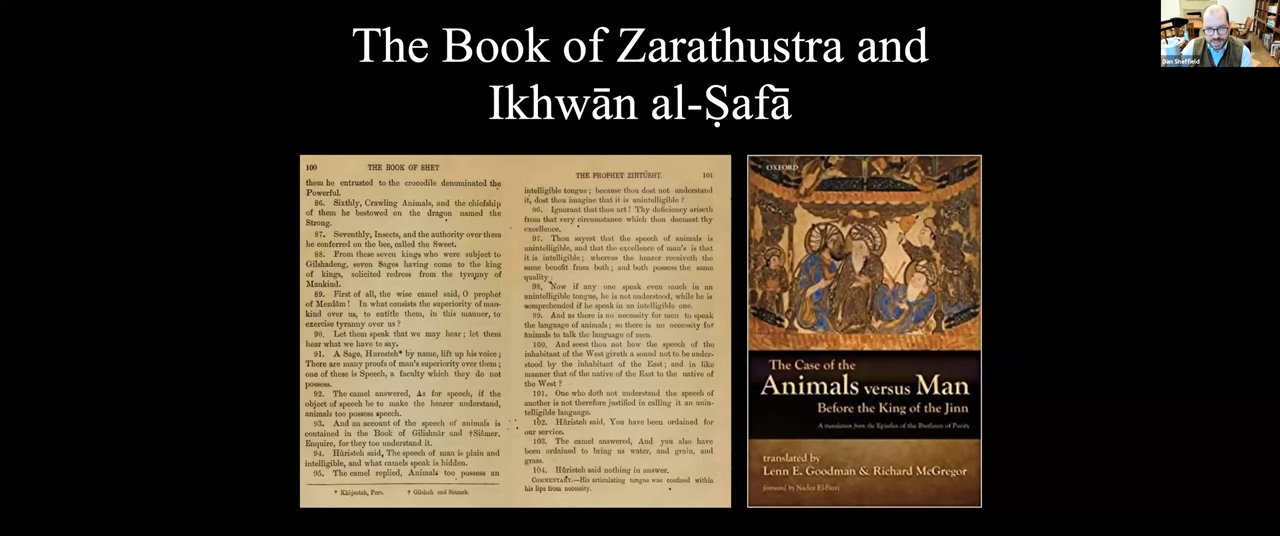 The Book of Zarathustra and
Ikhwān al-Ṣafā
Dan Sheffield
100 THE BOOK OF SHET
them he entrusted to the crocodile denominated the
Powerful.
86. Sixthly, Crawling Animals, and the chiefship
of them he bestowed on the dragon named the
Strong.
87. Seventhly, Insects, and the authority over them
he conferred on the bee, called the Sweet.
88. From these seven kings who were subject to
Gilshadeng, seven Sages having come to the king
of kings, solicited redress from the tyranny of
Mankind.
89. First of all, the wise camel said, O prophet
of Mezdám! In what consists the superiority of man-
kind over us, to entitle them, in this manner, to
exercise tyranny over us?
90. Let them speak that we may hear; let them
hear what we have to say.
91. A Sage, Huresteh* by name, lift up his voice;
There are many proofs of man's superiority over them;
one of these is Speech, a faculty which they do not
possess.
92. The camel answered, As for speech, if the
object of speech be to make the hearer understand,
animals too possess speech.
93. And an account of the speech of animals is
contained in the Book of Gilshár and †Siámer.
Enquire, for they too understand it.
94. Húristeh said, The speech of man is plain and
intelligible, and what camels speak is hidden.
95. The camel replied, Animals too possess an
* Khojesteh, Pers. † Gilshah and Siamak.
THE PROPHET ZIRTÚSHT. 101
intelligible tongue; because thou dost not understand
it, dost thou imagine that it is unintelligible?
96. Ignorant that thou art! Thy deficiency ariseth
from that very circumstance which thou deemest thy
excellence.
97. Thou sayest that the speech of animals is
unintelligible, and that the excellence of man's is that
it is intelligible; whereas the hearer receiveth the
same benefit from both; and both possess the same
quality:
98. Now if any one speak even much in an
unintelligible tongue, he is not understood, while he is
comprehended if he speak in an intelligible one.
99. And as there is no necessity for men to speak
the language of animals; so there is no necessity for
animals to talk the language of men.
100. And seest thou not how the speech of the
inhabitant of the West giveth a sound not to be under-
stood by the inhabitant of the East; and in like
manner that of the native of the East to the native of
the West?
101. One who doth not understand the speech of
another is not therefore justified in calling it an unin-
telligible language.
102. Húristeh said, You have been ordained for
our service.
103. The camel answered, And you also have
been ordained to bring us water, and grain, and
grass.
104. Húristeh said nothing in answer.
COMMENTARY.—His articulating tongue was confined within
his lips from necessity.
OXFORD
The Case of the
Animals versus Man
Before the King of the Jinn
A translation from the Epistles of the Brethren of Purity
translated by
Lenn E. Goodman & Richard McGregor
foreword by Nader El-Bizri